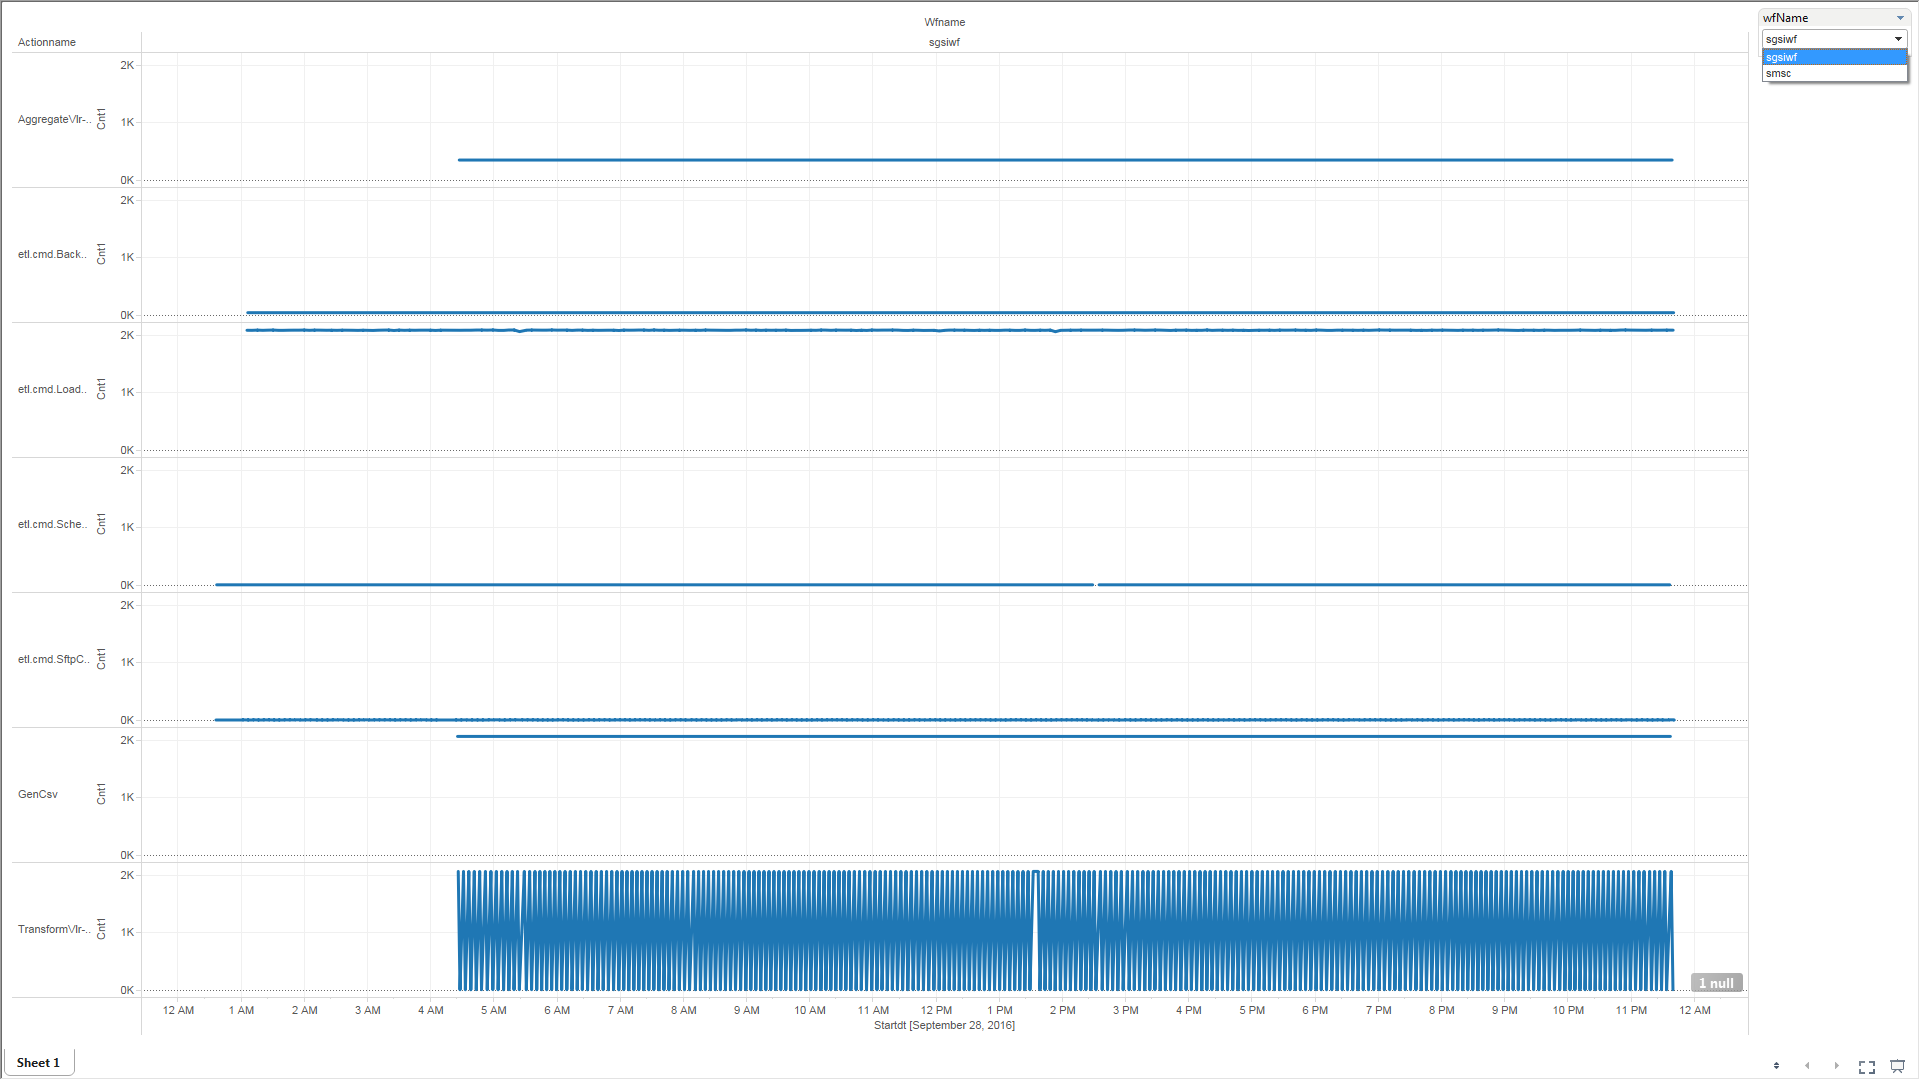 Wfname
wfName
Actionname
sgsiwf
sgsiwf
sgsiwf
smsc
2K
AggregateVlr-..
Cnt1
1K
0K
2K
etl.cmd.Back..
Cnt1
1K
0K
2K
etl.cmd.Load..
Cnt1
1K
0K
2K
etl.cmd.Sche..
Cnt1
1K
0K
2K
etl.cmd.SftpC..
Cnt1
1K
0K
2K
GenCsv
Cnt1
1K
0K
2K
TransformVlr-..
Cnt1
1K
0K
1 null
12 AM 1 AM 2 AM 3 AM 4 AM 5 AM 6 AM 7 AM 8 AM 9 AM 10 AM 11 AM 12 PM 1 PM 2 PM 3 PM 4 PM 5 PM 6 PM 7 PM 8 PM 9 PM 10 PM 11 PM 12 AM
Startdt [September 28, 2016]
Sheet 1